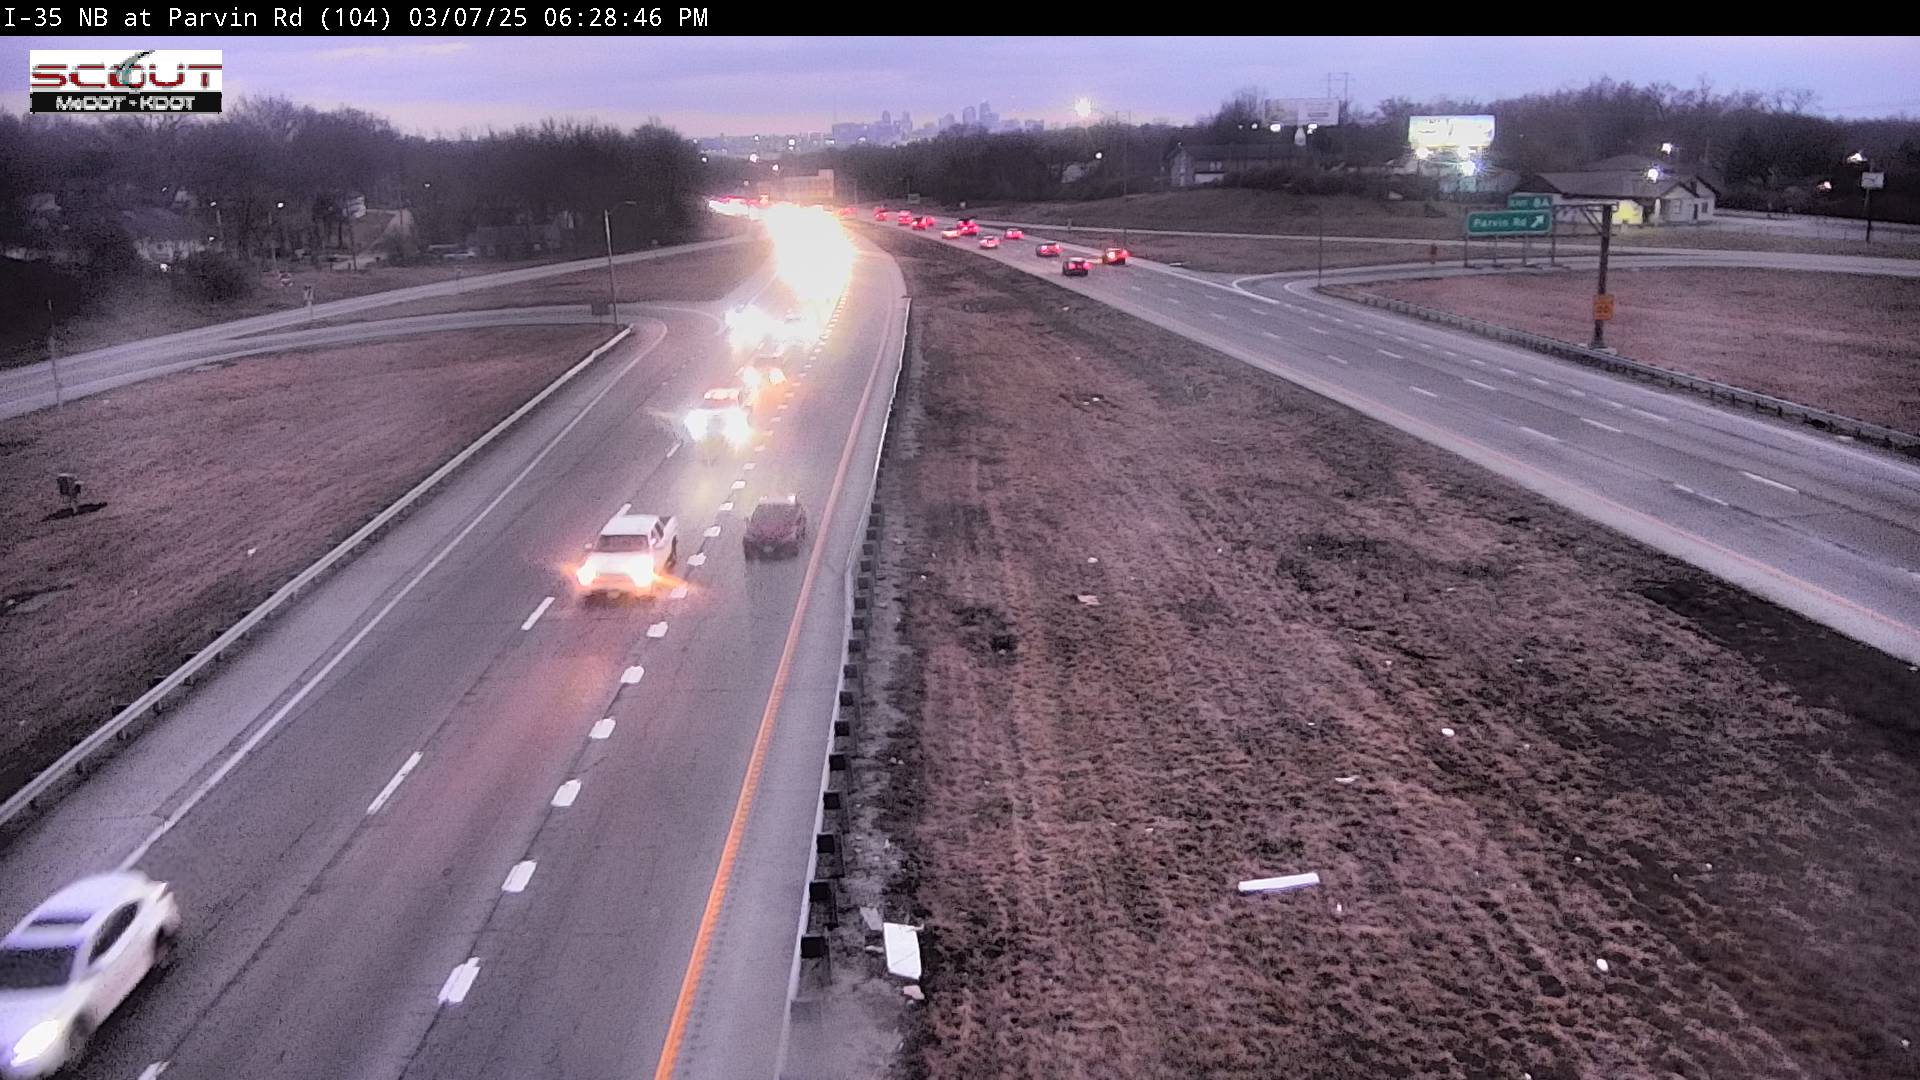 I-35 NB at Parvin Rd (104) 03/07/25 06:28:46 PM
SCOUT
MoDOT - KDOT
EXIT 8A
Parvin Rd